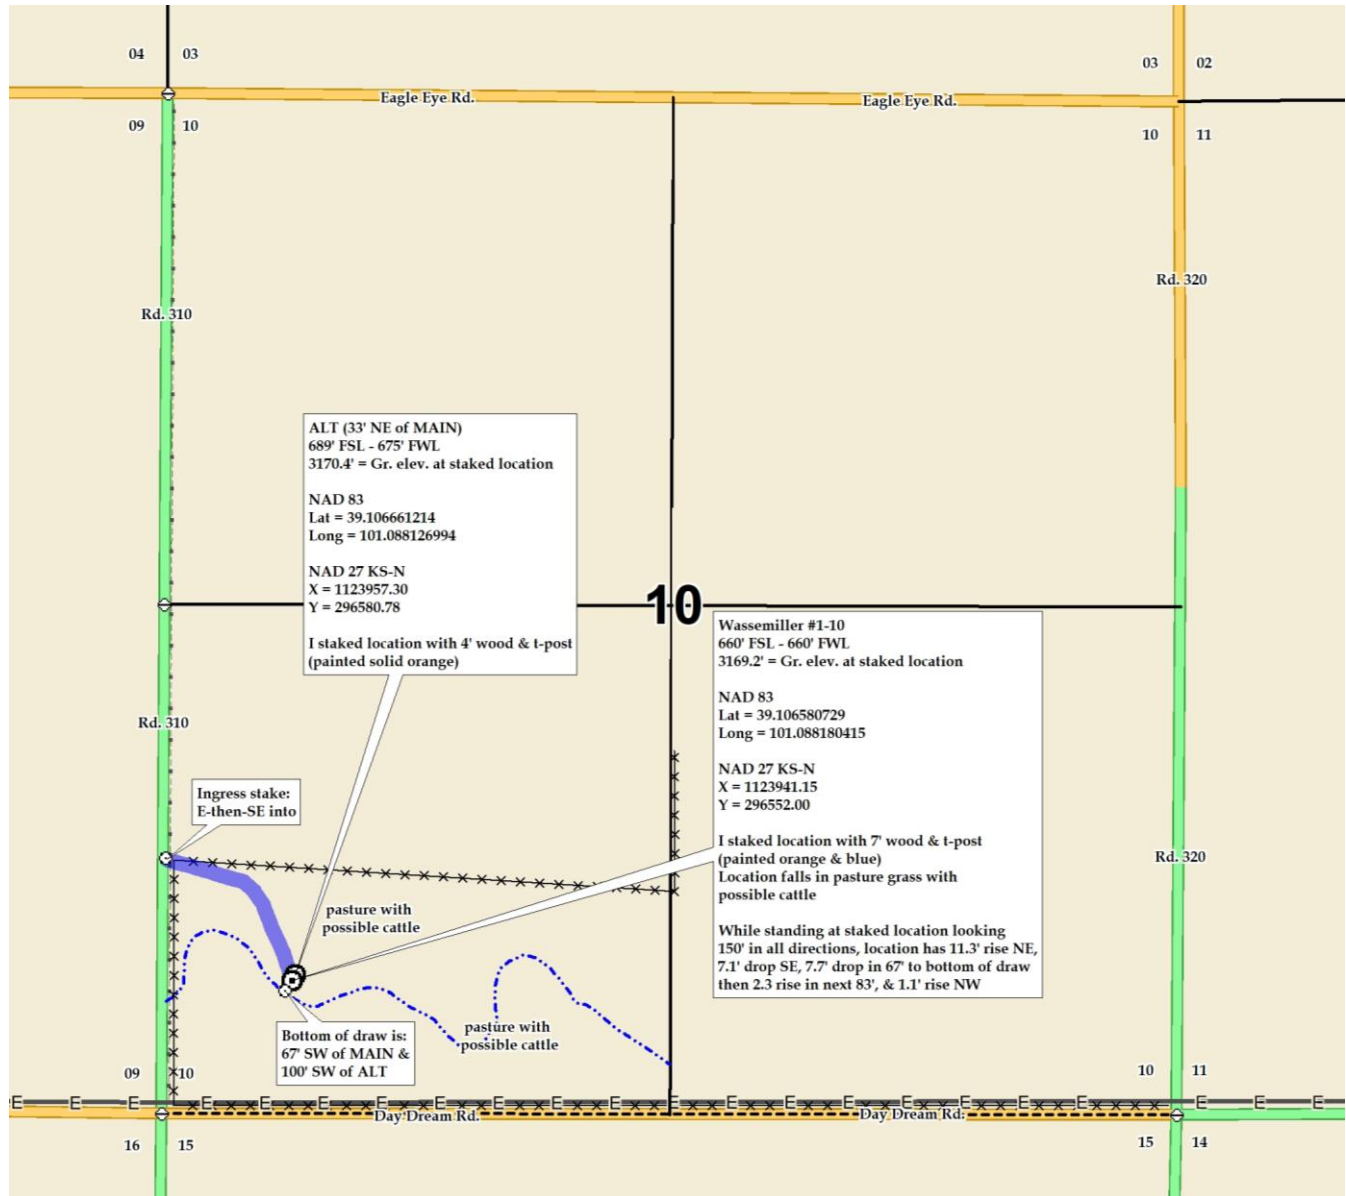 04
03
03
02
Eagle Eye Rd.
Eagle Eye Rd.
09
10
10
11
Rd. 320
Rd. 310
ALT (33' NE of MAIN)
689' FSL - 675' FWL
3170.4' = Gr. elev. at staked location
NAD 83
Lat = 39.106661214
Long = 101.088126994
NAD 27 KS-N
X = 1123957.30
Y = 296580.78
I staked location with 4' wood & t-post
(painted solid orange)
10
Wassemiller #1-10
660' FSL - 660' FWL
3169.2' = Gr. elev. at staked location
NAD 83
Lat = 39.106580729
Long = 101.088180415
NAD 27 KS-N
X = 1123941.15
Y = 296552.00
I staked location with 7' wood & t-post
(painted orange & blue)
Location falls in pasture grass with
possible cattle
While standing at staked location looking
150' in all directions, location has 11.3' rise NE,
7.1' drop SE, 7.7' drop in 67' to bottom of draw
then 2.3 rise in next 83', & 1.1' rise NW
Rd. 310
Ingress stake:
E-then-SE into
Rd. 320
pasture with
possible cattle
pasture with
possible cattle
Bottom of draw is:
67' SW of MAIN &
100' SW of ALT
09
10
10
11
E E E E E E E E E E E E E E E E E E E E E E E
Day Dream Rd.
Day Dream Rd.
16
15
15
14